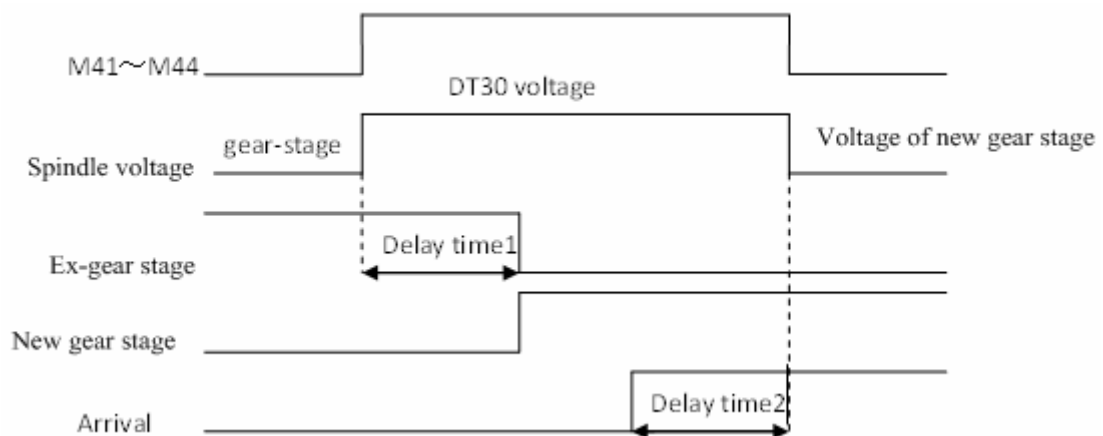 M41～M44
DT30 voltage
gear-stage
Voltage of new gear stage
Spindle voltage
Delay time1
Ex-gear stage
New gear stage
Delay time2
Arrival